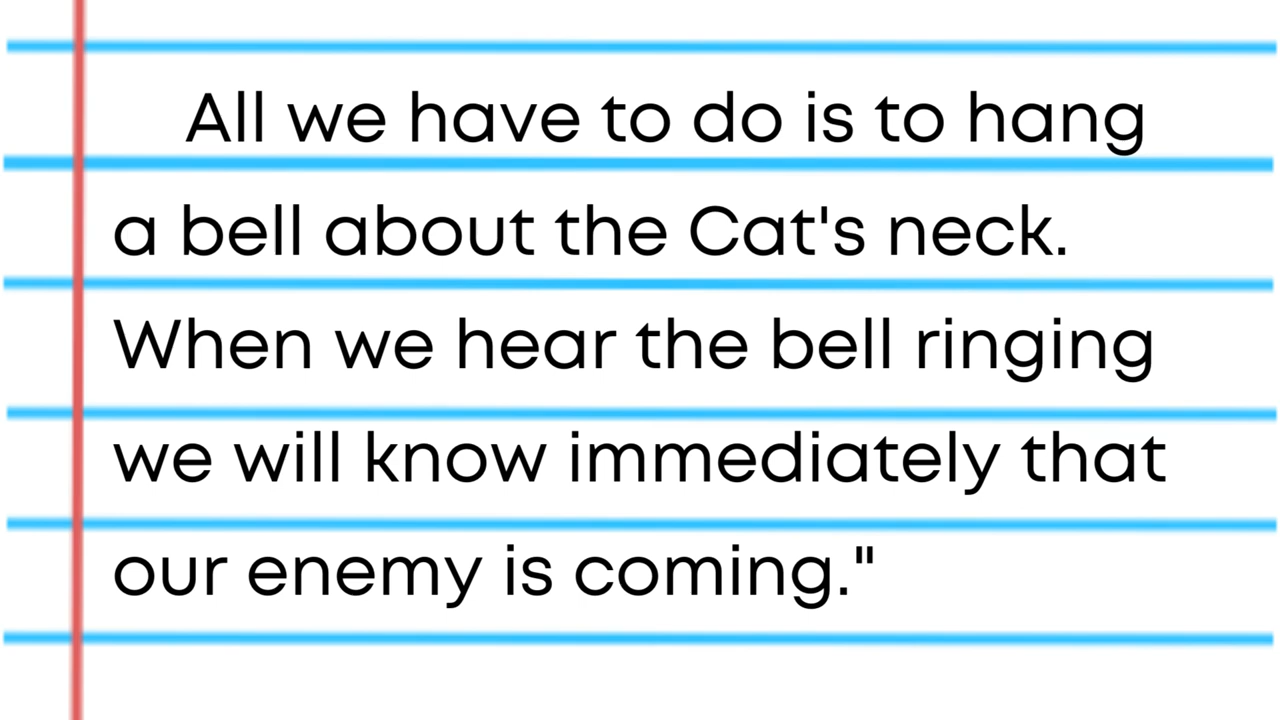 All we have to do is to hang
a bell about the Cat's neck.
When we hear the bell ringing
we will know immediately that
our enemy is coming."